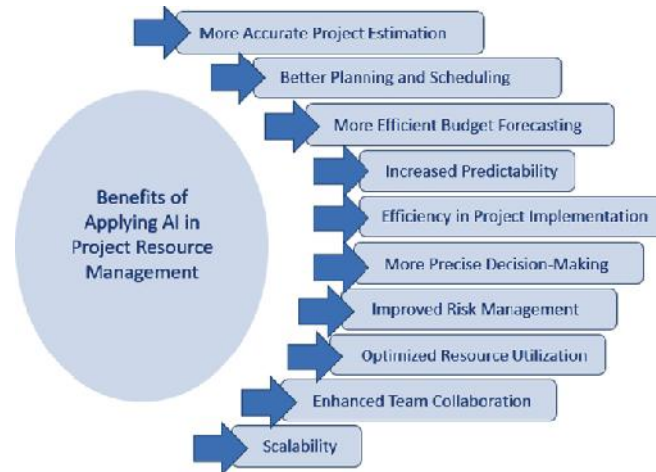 More Accurate Project Estimation
Better Planning and Scheduling
More Efficient Budget Forecasting
Benefits of
Applying AI in
Project Resource
Management
Increased Predictability
Efficiency in Project Implementation
More Precise Decision-Making
Improved Risk Management
Optimized Resource Utilization
Enhanced Team Collaboration
Scalability